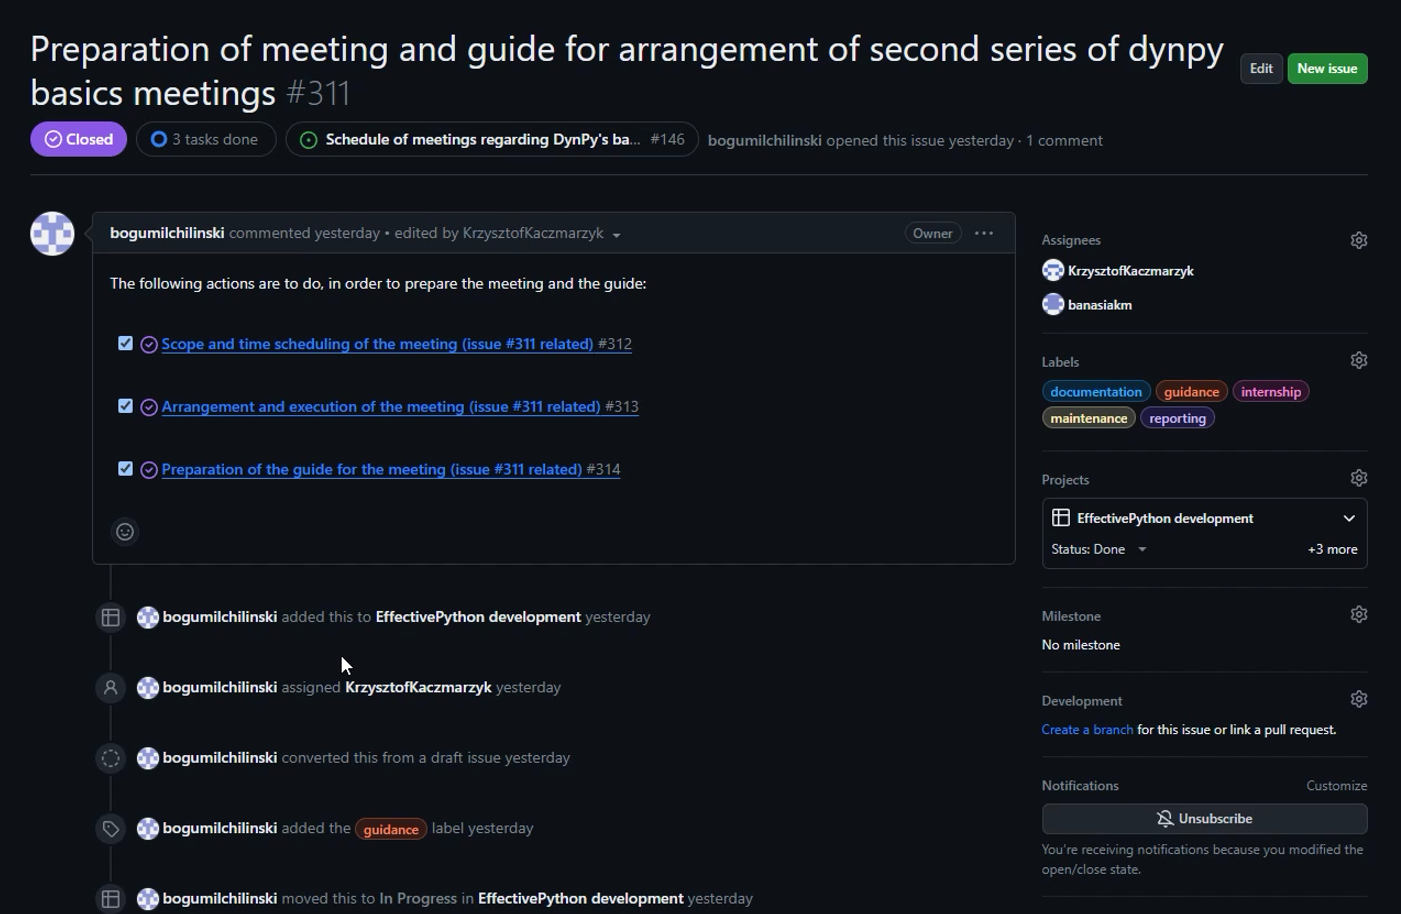 Preparation of meeting and guide for arrangement of second series of dynpy
basics meetings #311
Edit
New issue
Closed
3 tasks done
Schedule of meetings regarding DynPy's ba... #146
bogumilchilinski opened this issue yesterday · 1 comment
bogumilchilinski commented yesterday • edited by KrzysztofKaczmarzyk
Owner
The following actions are to do, in order to prepare the meeting and the guide:
Scope and time scheduling of the meeting (issue #311 related) #312
Arrangement and execution of the meeting (issue #311 related) #313
Preparation of the guide for the meeting (issue #311 related) #314
bogumilchilinski added this to EffectivePython development yesterday
bogumilchilinski assigned KrzysztofKaczmarzyk yesterday
bogumilchilinski converted this from a draft issue yesterday
bogumilchilinski added the guidance label yesterday
bogumilchilinski moved this to In Progress in EffectivePython development yesterday
Assignees
KrzysztofKaczmarzyk
banasiakm
Labels
documentation guidance internship
maintenance reporting
Projects
EffectivePython development
Status: Done
+3 more
Milestone
No milestone
Development
Create a branch for this issue or link a pull request.
Notifications
Customize
Unsubscribe
You're receiving notifications because you modified the
open/close state.